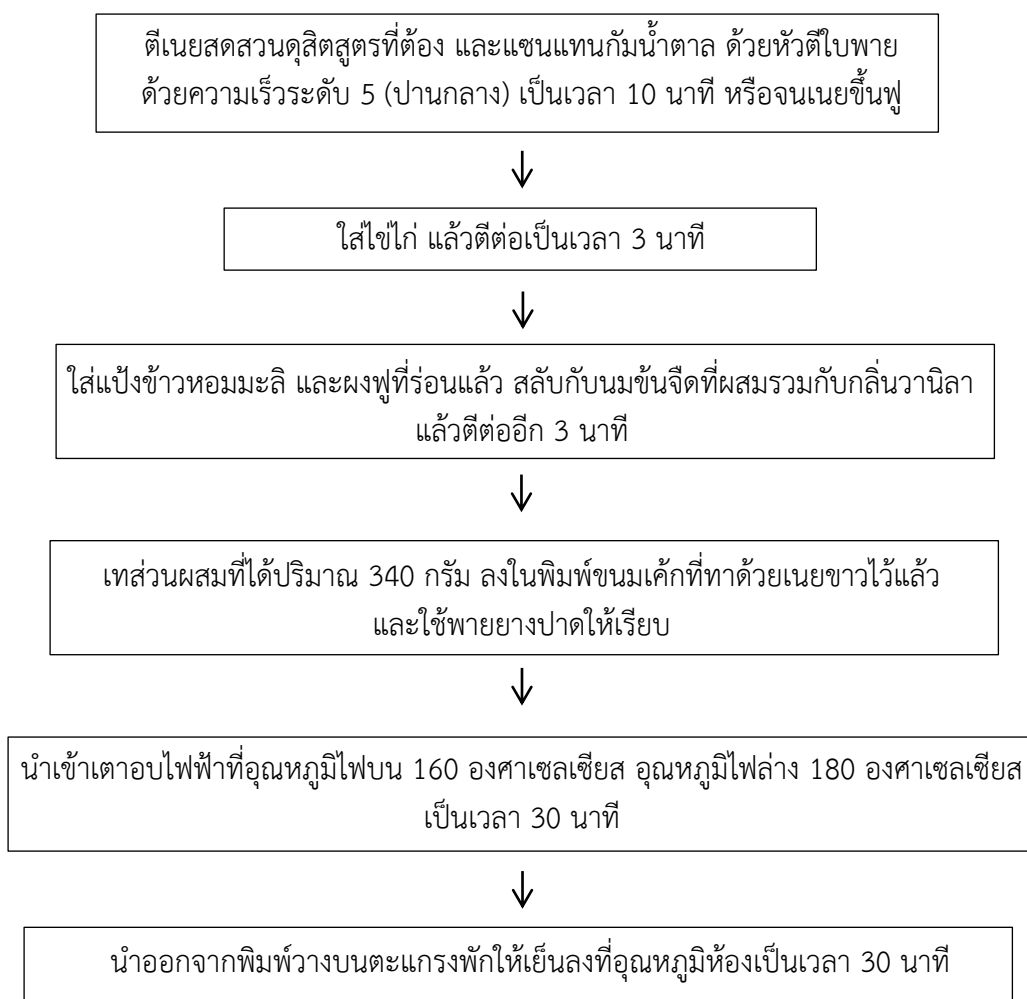 ตีเนยสดสวนดุสิตสูตรที่ต้อง และแซนแทนกัมน้ำตาล ด้วยหัวตีใบพาย
ด้วยความเร็วระดับ 5 (ปานกลาง) เป็นเวลา 10 นาที หรือจนเนยขึ้นฟู
ใส่ไข่ไก่ แล้วตีต่อเป็นเวลา 3 นาที
ใส่แป้งข้าวหอมมะลิ และผงฟูที่ร่อนแล้ว สลับกับนมข้นจืดที่ผสมรวมกับกลิ่นวานิลา
แล้วตีต่ออีก 3 นาที
เทส่วนผสมที่ได้ปริมาณ 340 กรัม ลงในพิมพ์ขนมเค้กที่ทาด้วยเนยขาวไว้แล้ว
และใช้พายยางปาดให้เรียบ
นำเข้าเตาอบไฟฟ้าที่อุณหภูมิไฟบน 160 องศาเซลเซียส อุณหภูมิไฟล่าง 180 องศาเซลเซียส
เป็นเวลา 30 นาที
นำออกจากพิมพ์วางบนตะแกรงพักให้เย็นลงที่อุณหภูมิห้องเป็นเวลา 30 นาที